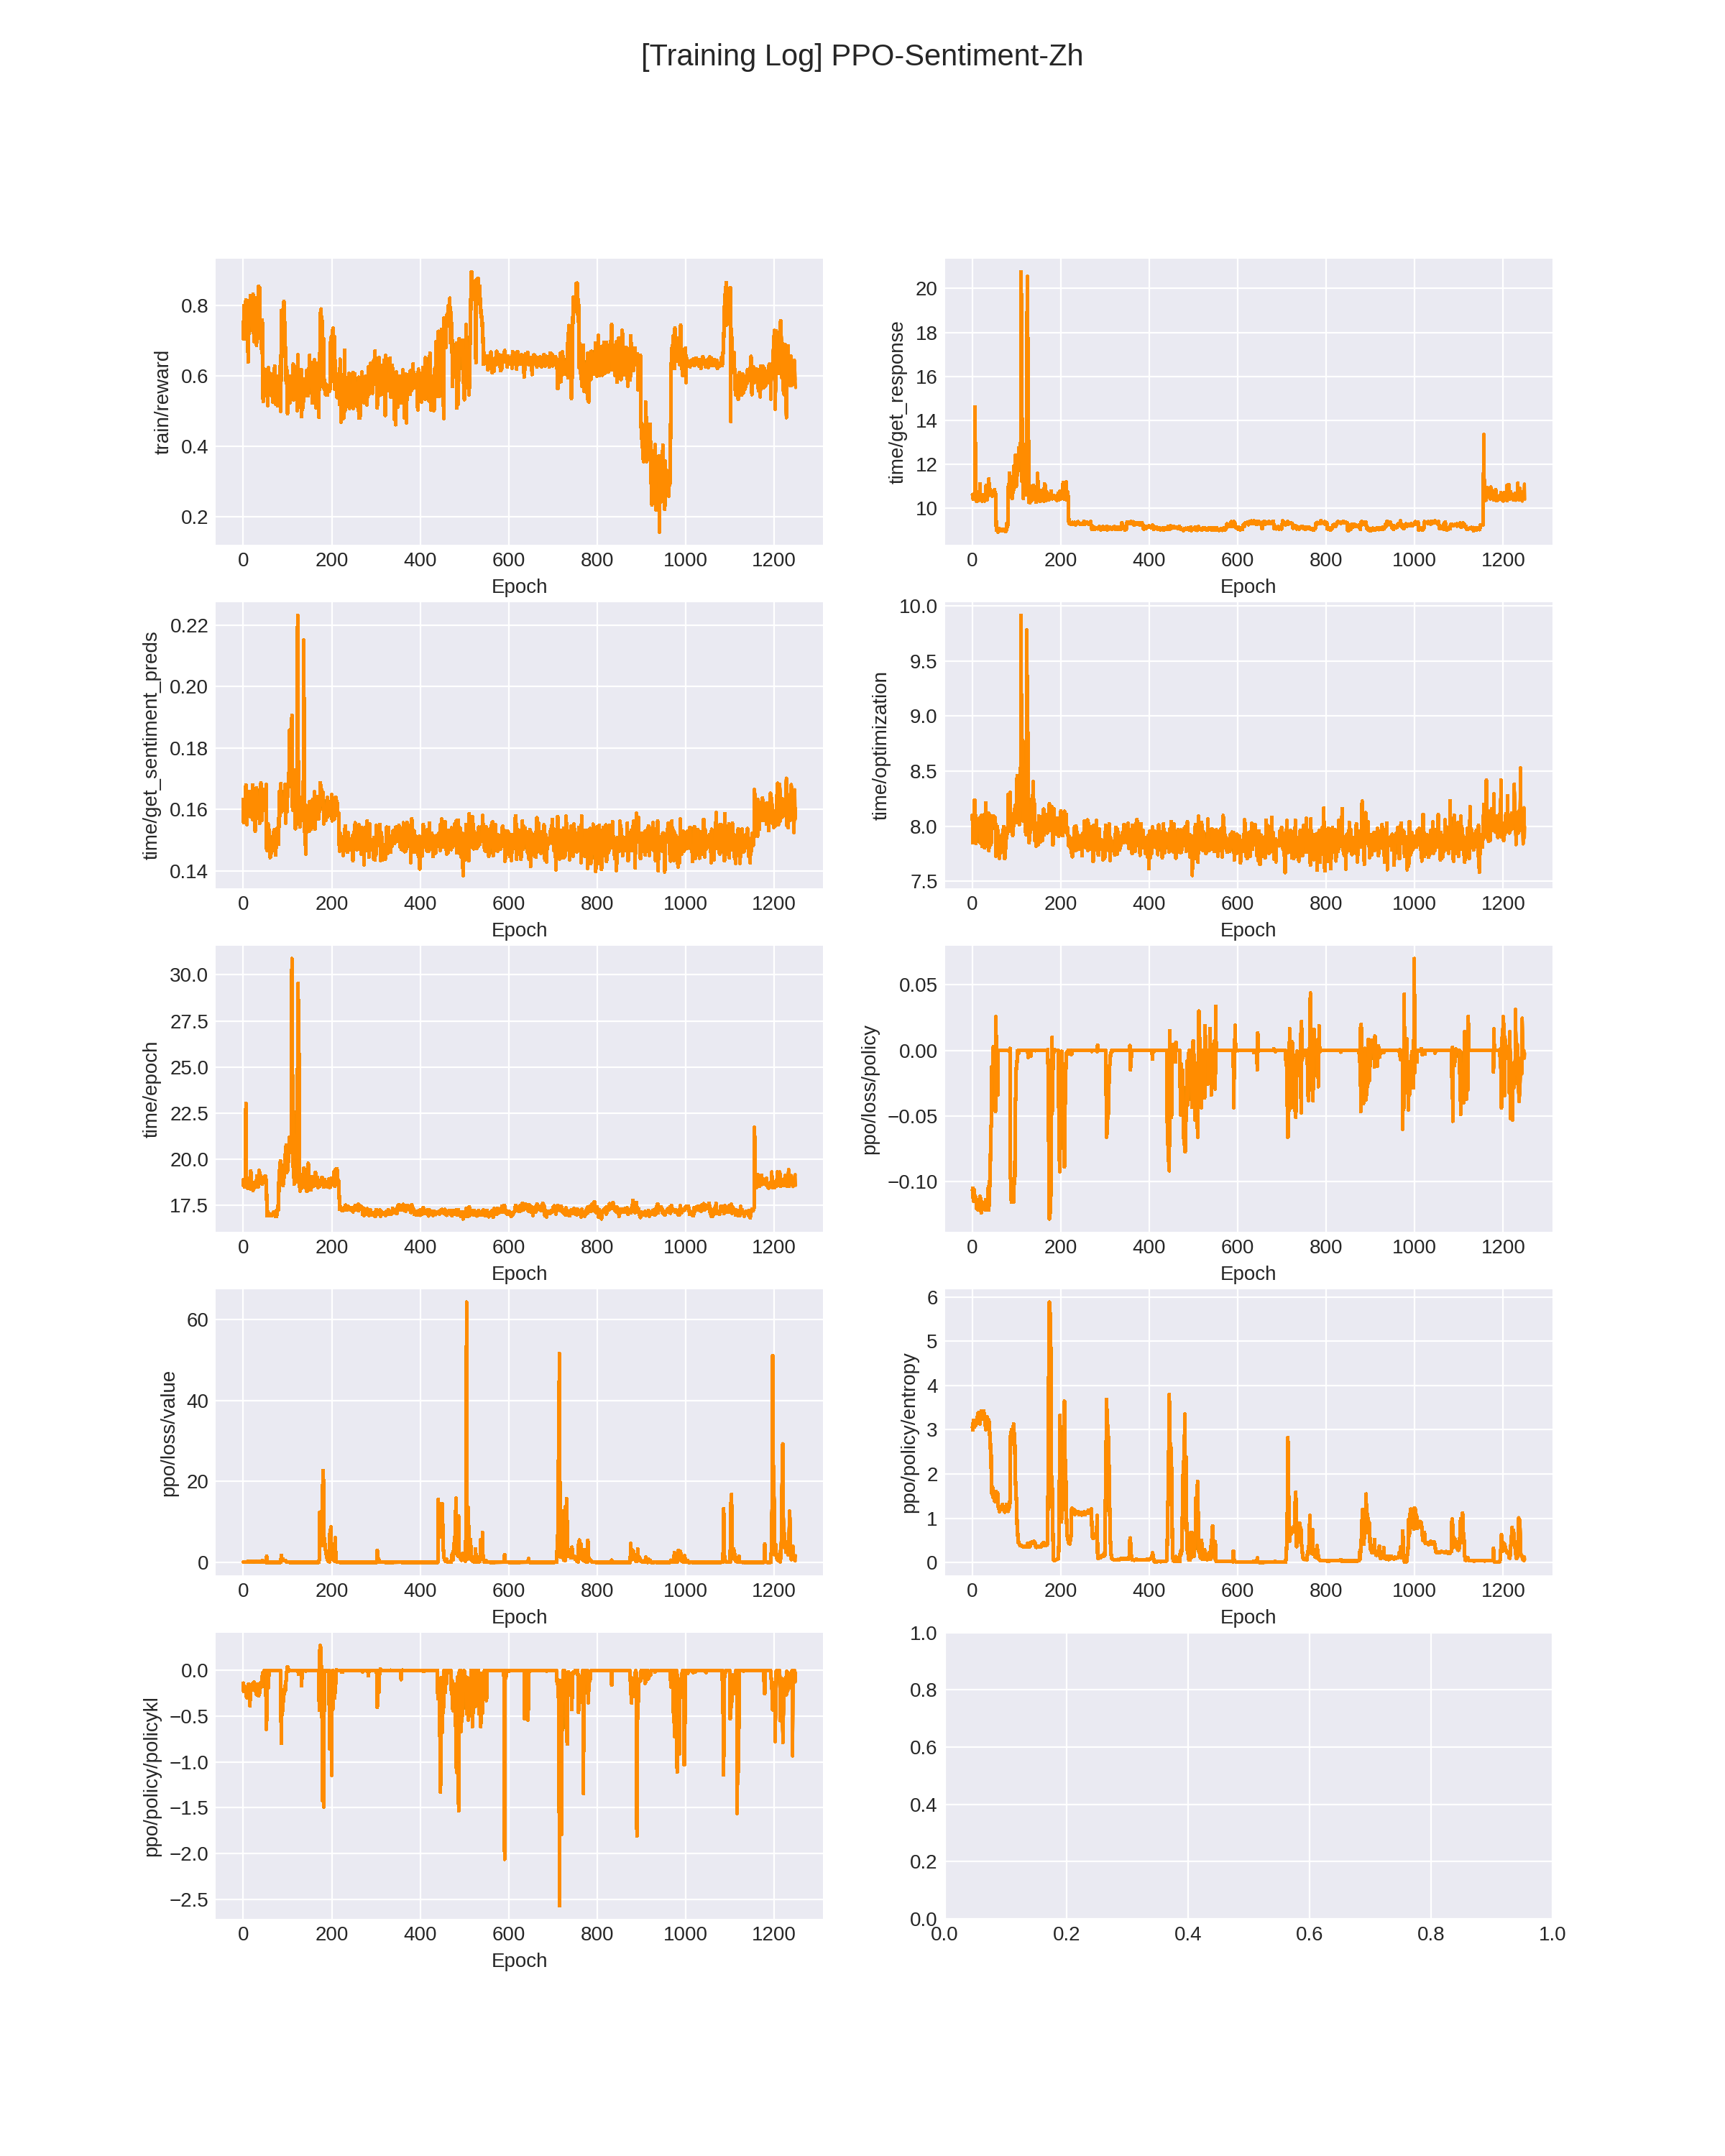 [Training Log] PPO-Sentiment-Zh
train/reward
0.8
0.6
0.4
0.2
0 200 400 600 800 1000 1200
Epoch
time/get_response
20
18
16
14
12
10
0 200 400 600 800 1000 1200
Epoch
time/get_sentiment_preds
0.22
0.20
0.18
0.16
0.14
0 200 400 600 800 1000 1200
Epoch
time/optimization
10.0
9.5
9.0
8.5
8.0
7.5
0 200 400 600 800 1000 1200
Epoch
time/epoch
30.0
27.5
25.0
22.5
20.0
17.5
0 200 400 600 800 1000 1200
Epoch
ppo/loss/policy
0.05
0.00
−0.05
−0.10
0 200 400 600 800 1000 1200
Epoch
ppo/loss/value
60
40
20
0
0 200 400 600 800 1000 1200
Epoch
ppo/policy/entropy
6
5
4
3
2
1
0
0 200 400 600 800 1000 1200
Epoch
ppo/policy/policykl
0.0
−0.5
−1.0
−1.5
−2.0
−2.5
0 200 400 600 800 1000 1200
Epoch
1.0
0.8
0.6
0.4
0.2
0.0
0.0 0.2 0.4 0.6 0.8 1.0